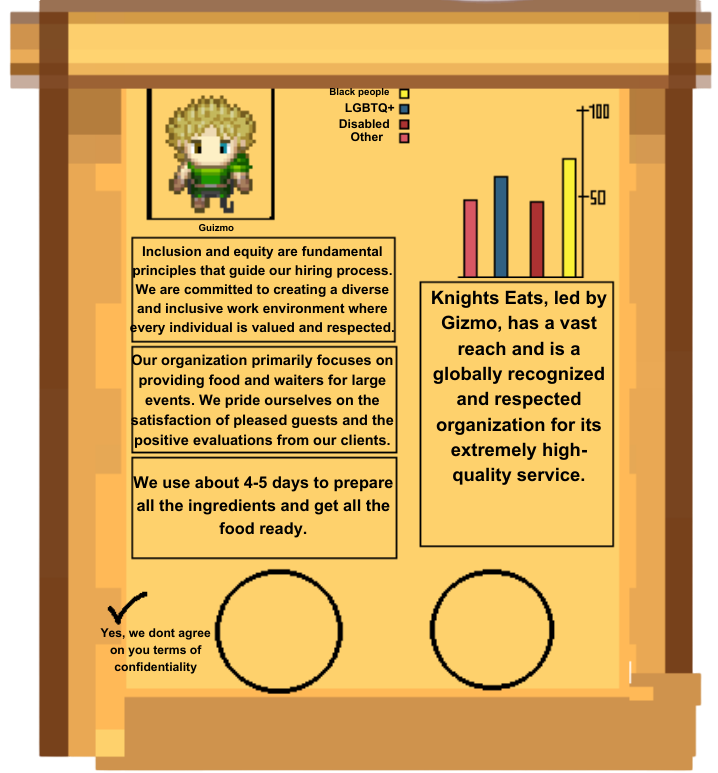 Black people
LGBTQ+
Disabled
Other
100
50
Guizmo
Inclusion and equity are fundamental
principles that guide our hiring process.
We are committed to creating a diverse
and inclusive work environment where
every individual is valued and respected.
Our organization primarily focuses on
providing food and waiters for large
events. We pride ourselves on the
satisfaction of pleased guests and the
positive evaluations from our clients.
We use about 4-5 days to prepare
all the ingredients and get all the
food ready.
Knights Eats, led by
Gizmo, has a vast
reach and is a
globally recognized
and respected
organization for its
extremely high-
quality service.
Yes, we dont agree
on you terms of
confidentiality